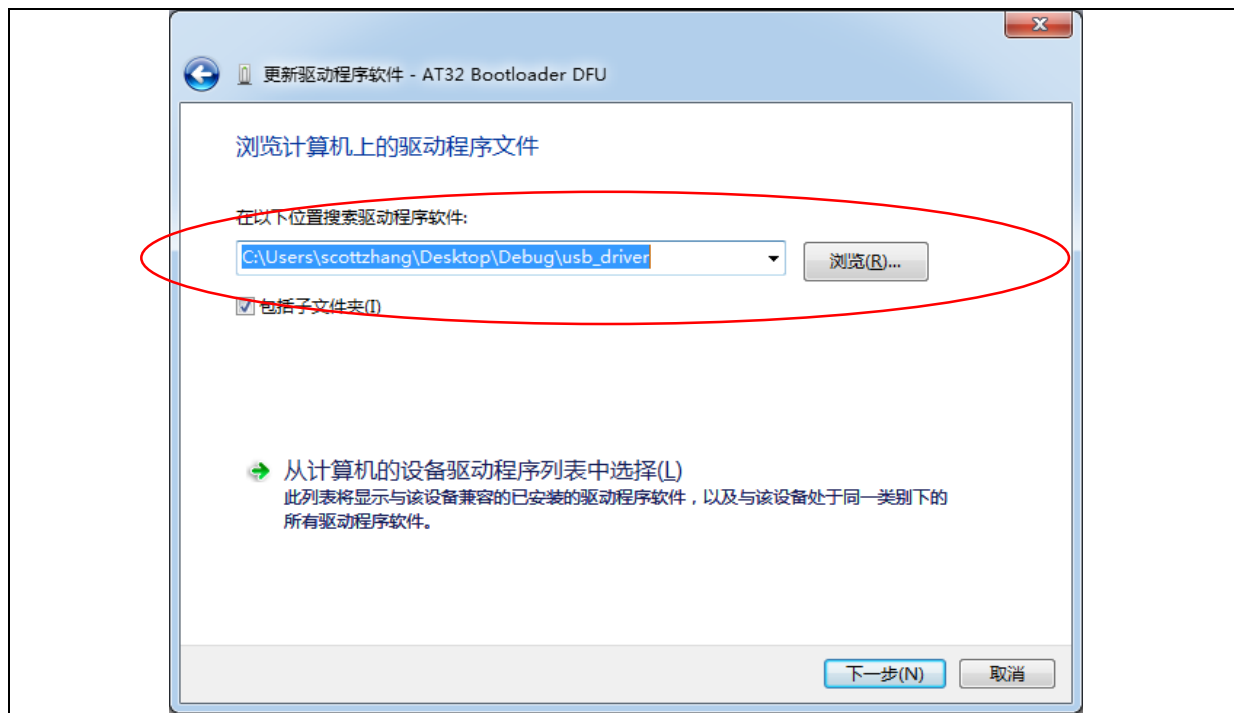 更新驱动程序软件 - AT32 Bootloader DFU
浏览计算机上的驱动程序文件
在以下位置搜索驱动程序软件:
C:\Users\scottzhang\Desktop\Debug\usb_driver
浏览(R)...
包括子文件夹(I)
从计算机的设备驱动程序列表中选择(L)
此列表将显示与该设备兼容的已安装的驱动程序软件，以及与该设备处于同一类别下的
所有驱动程序软件。
下一步(N)
取消